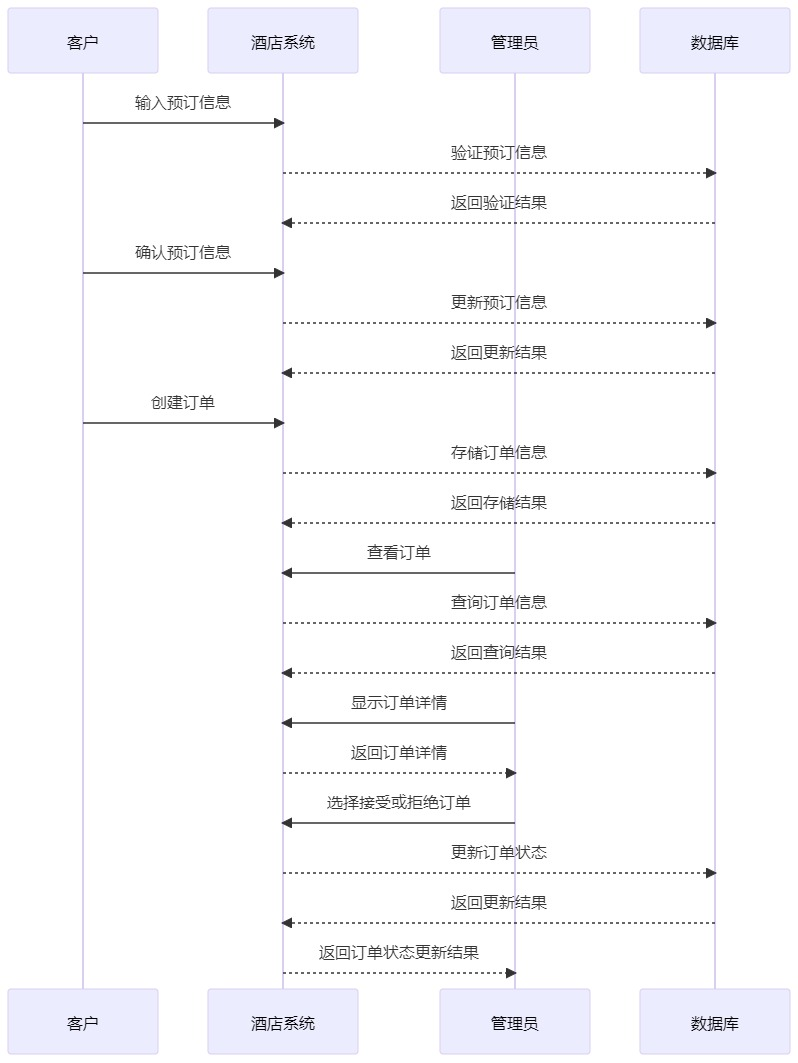 客户
酒店系统
管理员
数据库
输入预订信息
验证预订信息
返回验证结果
确认预订信息
更新预订信息
返回更新结果
创建订单
存储订单信息
返回存储结果
查看订单
查询订单信息
返回查询结果
显示订单详情
返回订单详情
选择接受或拒绝订单
更新订单状态
返回更新结果
返回订单状态更新结果
客户
酒店系统
管理员
数据库